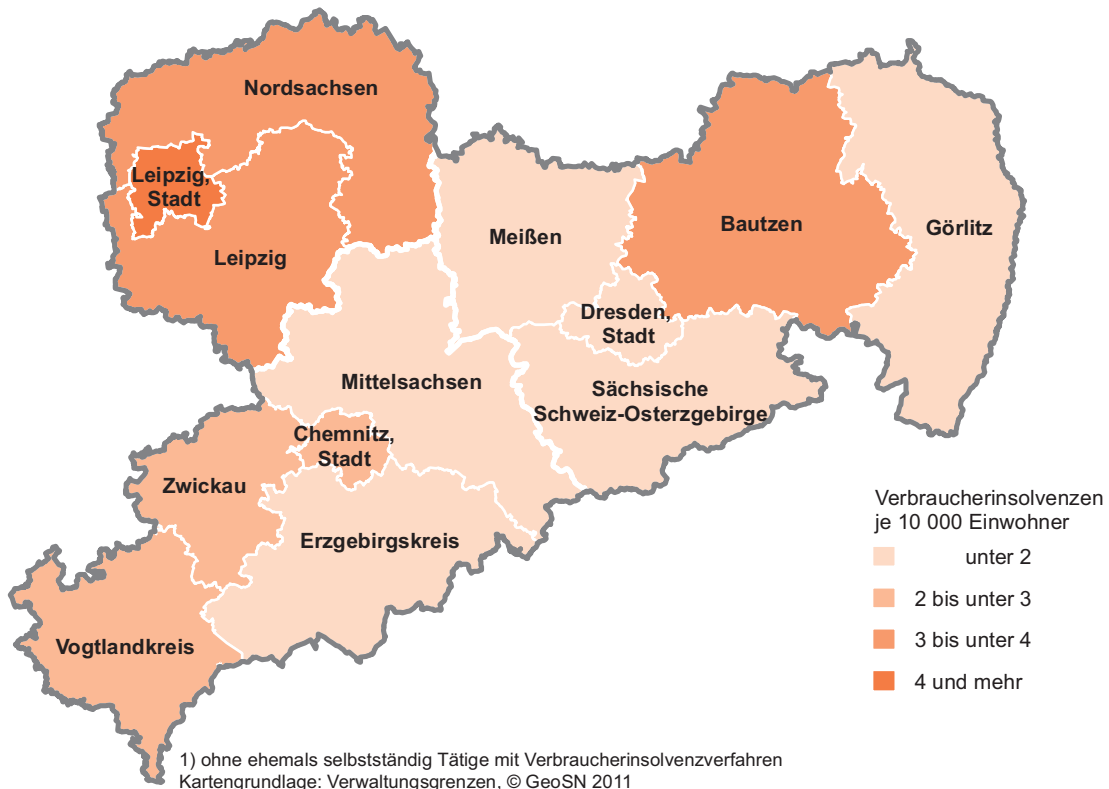 Nordsachsen
Leipzig,
Stadt
Leipzig
Meißen
Bautzen
Görlitz
Dresden,
Stadt
Mittelsachsen
Sächsische
Schweiz-Osterzgebirge
Chemnitz,
Stadt
Zwickau
Erzgebirgskreis
Vogtlandkreis
Verbraucherinsolvenzen
je 10 000 Einwohner
unter 2
2 bis unter 3
3 bis unter 4
4 und mehr
1) ohne ehemals selbstständig Tätige mit Verbraucherinsolvenzverfahren
Kartengrundlage: Verwaltungsgrenzen, © GeoSN 2011